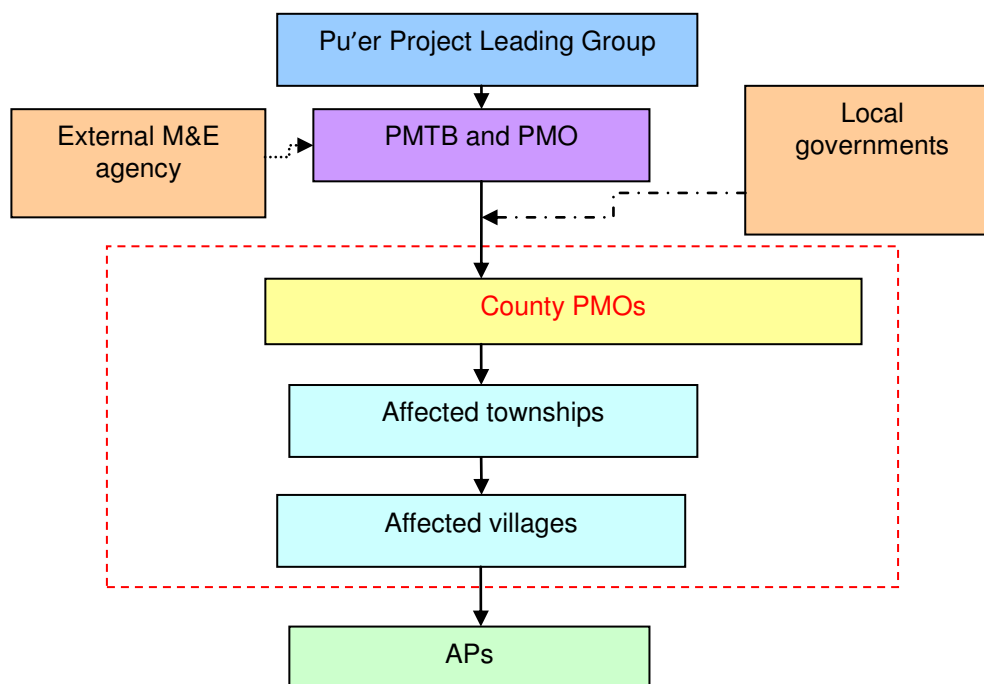 Pu’er Project Leading Group
External M&E
agency
PMTB and PMO
Local
governments
County PMOs
Affected townships
Affected villages
APs